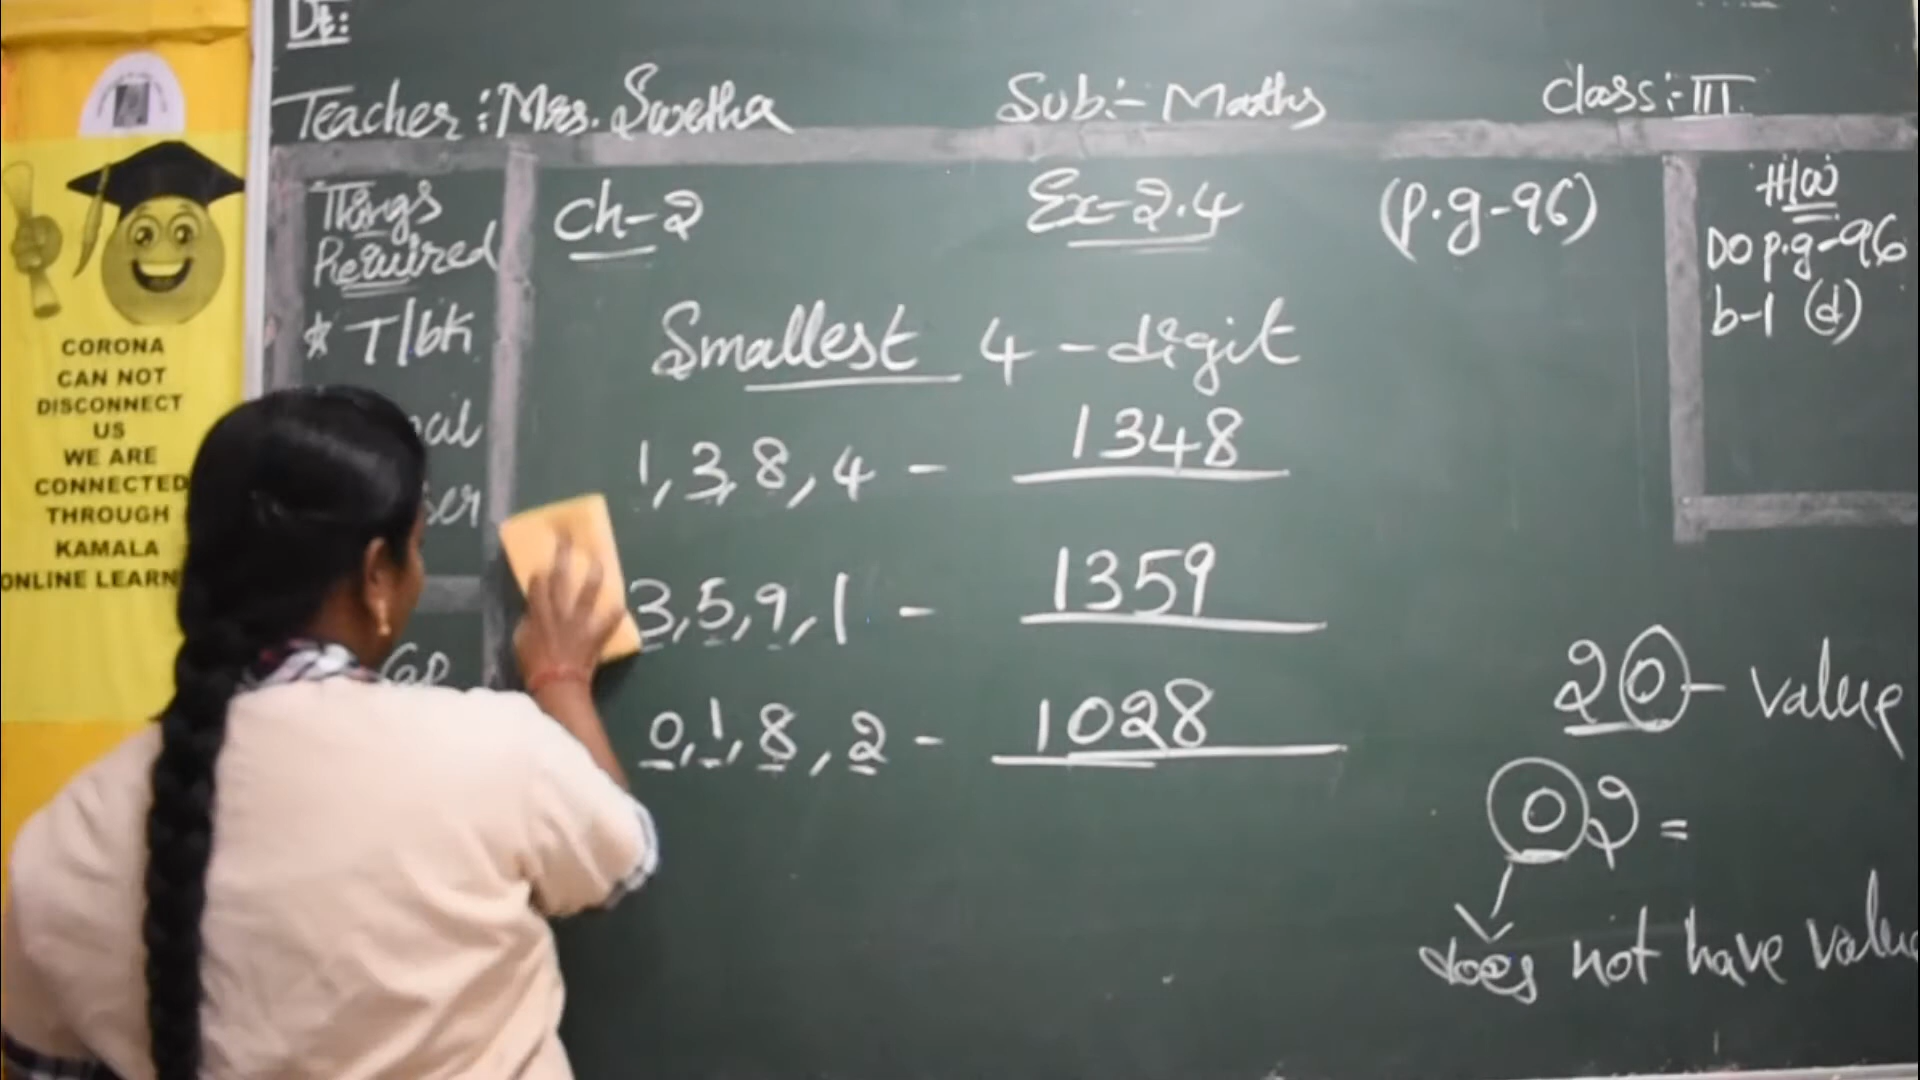 Dt:
Teacher : Mrs. Swetha Sub:- Maths Class:- III
CORONA
CAN NOT
DISCONNECT
US
WE ARE
CONNECTED
THROUGH
KAMALA
ONLINE LEARN
Things
Required
* T/bk
Ch-2 Ex-2.4 (P.g-96)
Smallest 4-digit
1,3,8,4 - 1348
3,5,9,1 - 1359
0,1,8,2 - 1028
20 - value
02 =
does not have value
H/W
Do p.g-96
b-1 (d)